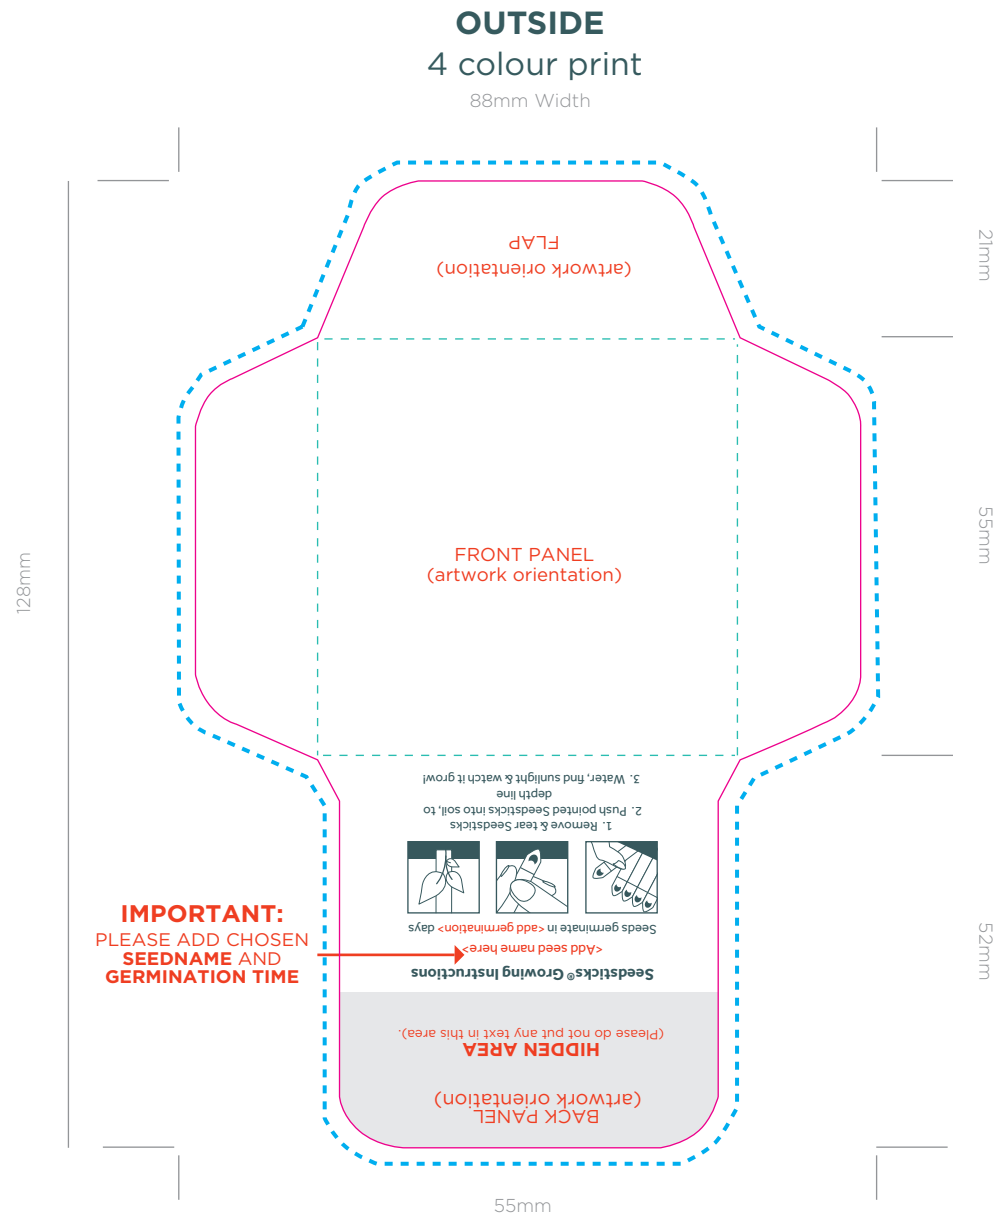 OUTSIDE
4 colour print
88mm Width
21mm
FLAP
(artwork orientation)
55mm
128mm
FRONT PANEL
(artwork orientation)
BACK PANEL
(artwork orientation)
HIDDEN AREA
(Please do not put any text in this area).
Seedsticks® Growing Instructions
<Add seed name here>
Seeds germinate in <add germination> days
1. Remove & tear Seedsticks
2. Push pointed Seedsticks into soil, to
depth line
3. Water, find sunlight & watch it grow!
IMPORTANT:
PLEASE ADD CHOSEN
SEEDNAME AND
GERMINATION TIME
52mm
55mm